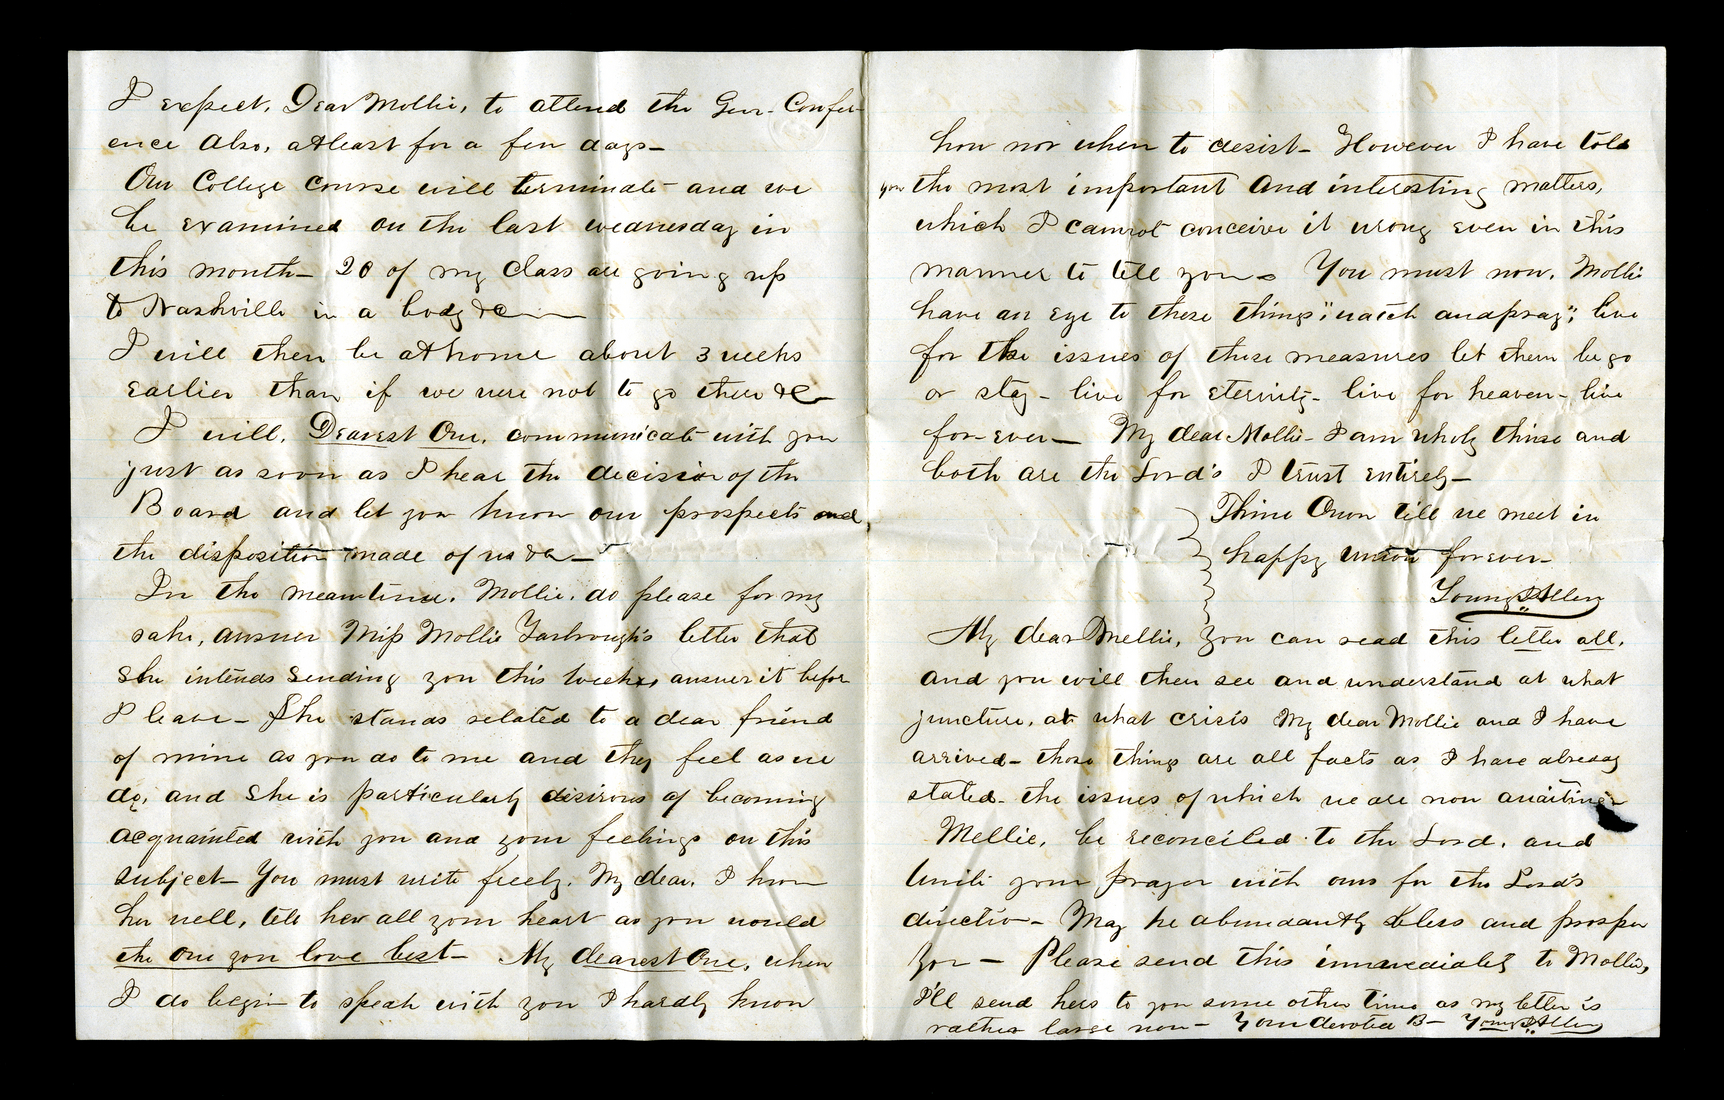 I expect, Dear Mollie, to attend the Gen. Confer-
ence also, atleast for a few days-
Our College course will terminate and we
be examined on the last wednesday in
this month- 20 of my Class are going up
to Nashville in a body &c
I will then be at home about 3 weeks
earlier than if we were not to go there &c
I will, Dearest One, communicate with you
just as soon as I hear the decision of the
Board and let you know our prospects and
the disposition made of us &c-
In the meantime, Mollie, do please for my
sake, answer Miss Mollie Yarbrough's letter that
she intends sending you this week, answer it before
I leave- She stands related to a dear friend
of mine as you do to me and they feel as we
do, and she is particularly desirous of becoming
acquainted with you and your feelings on this
subject- You must write freely, My dear, I know
her well, tell her all your heart as you would
the one you love best- My dearest One, when
I do begin to speak with you I hardly know
how nor when to desist- However I have told
you the most important and interesting matters,
which I cannot conceive it wrong even in this
manner to tell you- You must now, Mollie
have an eye to these things "watch and pray"; live
for the issues of these measures let them be go
or stay- live for eternity- live for heaven- live
for-ever- My dear Mollie- I am wholy thine and
both are the Lord's I trust entirely-
Thine Own till we meet in
happy union forever-
Young J. Allen
My dear Mellie, you can read this letter all,
and you will then see and understand at what
juncture, at what crisis My dear Mollie and I have
arrived- those things are all facts as I have already
stated- the issues of which we are now awaiting-
Mellie, be reconciled to the Lord, and
Unite your prayer with ours for the Lord's
directio- May he abundantly bless and prosper
you- Please send this immediately to Mollie,
I'll send hers to you some other time as my letter is
rather large now- Your devoted B- Young J. Allen